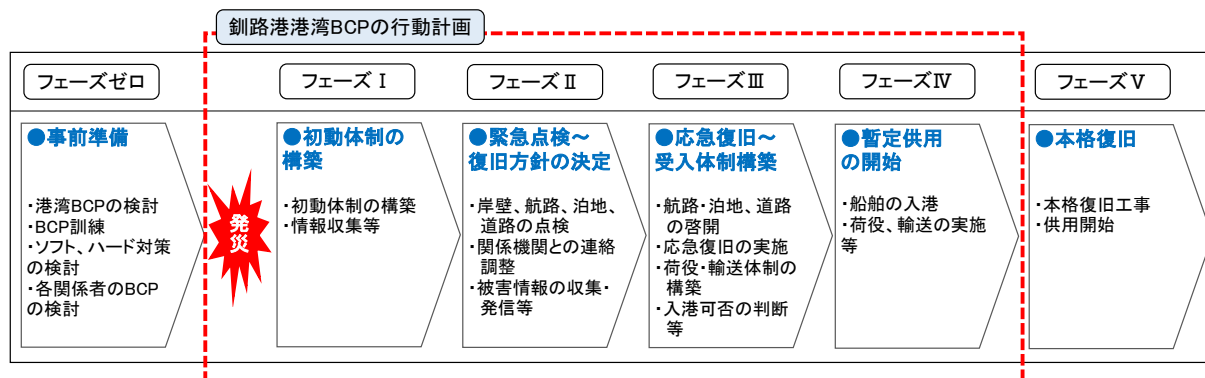 釧路港港湾BCPの行動計画
フェーズゼロ
フェーズⅠ
フェーズⅡ
フェーズⅢ
フェーズⅣ
フェーズⅤ
●事前準備
・港湾BCPの検討
・BCP訓練
・ソフト、ハード対策
の検討
・各関係者のBCP
の検討
発災
●初動体制の
構築
・初動体制の構築
・情報収集等
●緊急点検～
復旧方針の決定
・岸壁、航路、泊地、
道路の点検
・関係機関との連絡
調整
・被害情報の収集・
発信等
●応急復旧～
受入体制構築
・航路・泊地、道路
の啓開
・応急復旧の実施
・荷役・輸送体制の
構築
・入港可否の判断
等
●暫定供用
の開始
・船舶の入港
・荷役、輸送の実施
等
●本格復旧
・本格復旧工事
・供用開始